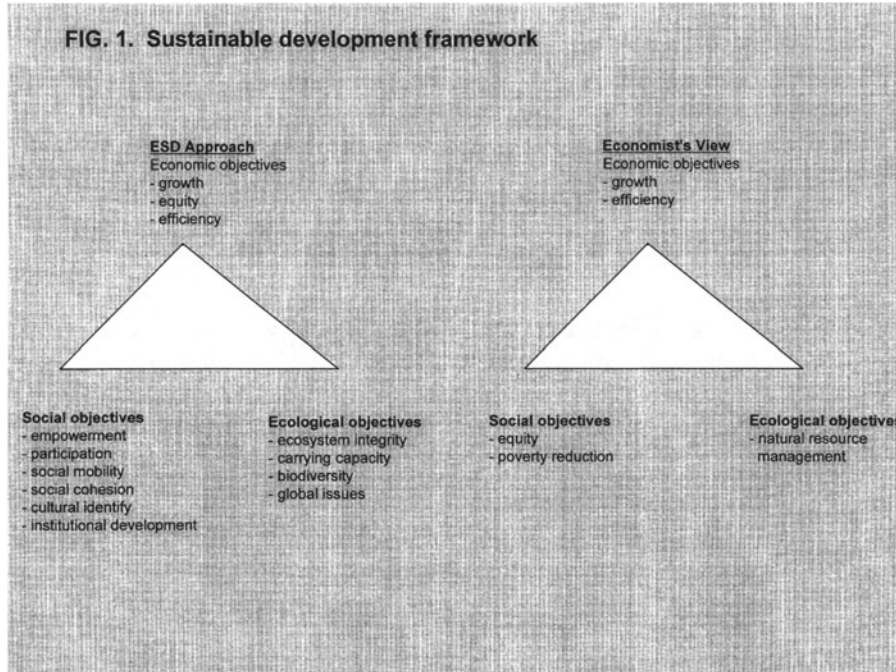 FIG. 1. Sustainable development framework
ESD Approach
Economic objectives
- growth
- equity
- efficiency
Economist's View
Economic objectives
- growth
- efficiency
Social objectives
- empowerment
- participation
- social mobility
- social cohesion
- cultural identify
- institutional development
Ecological objectives
- ecosystem integrity
- carrying capacity
- biodiversity
- global issues
Social objectives
- equity
- poverty reduction
Ecological objectives
- natural resource
management